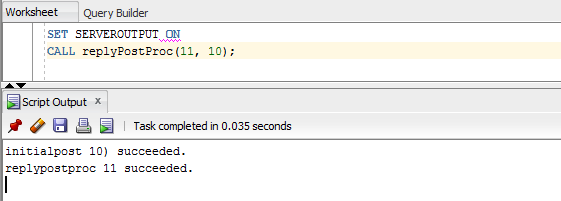 Worksheet Query Builder
SET SERVEROUTPUT ON
CALL replyPostProc(11, 10);
Script Output x
Task completed in 0.035 seconds
initialpost 10) succeeded.
replypostproc 11 succeeded.